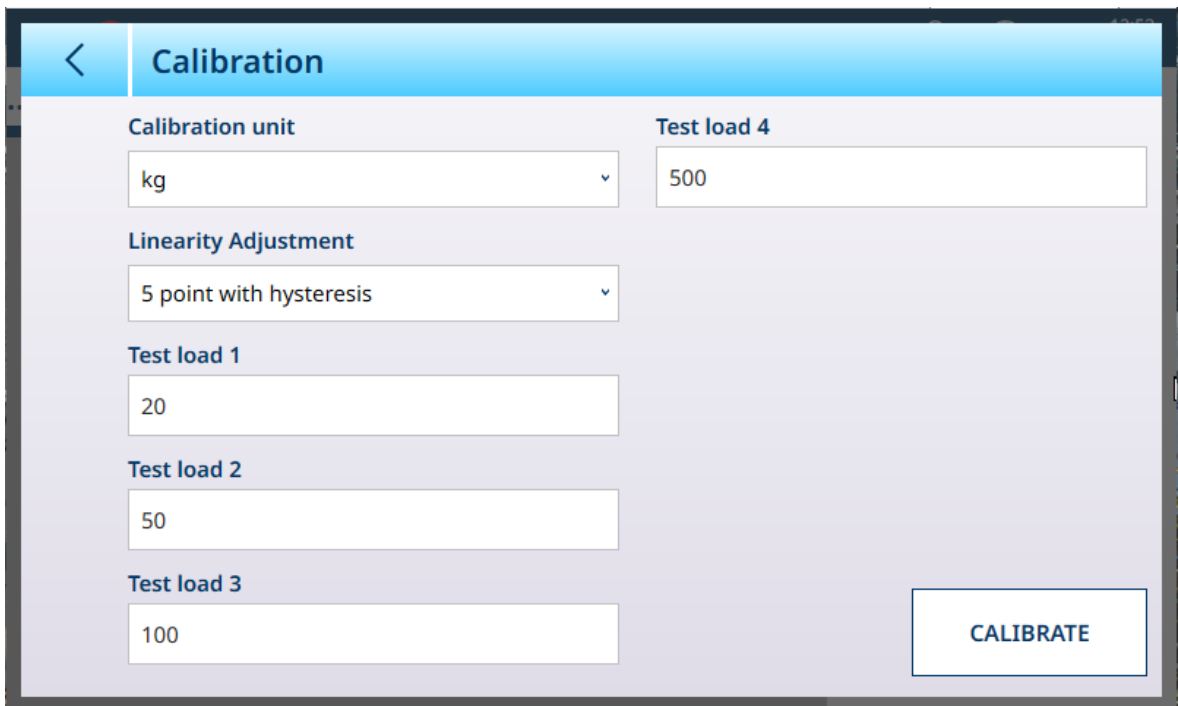 Calibration
Calibration unit
kg
Linearity Adjustment
5 point with hysteresis
Test load 1
20
Test load 2
50
Test load 3
100
Test load 4
500
CALIBRATE